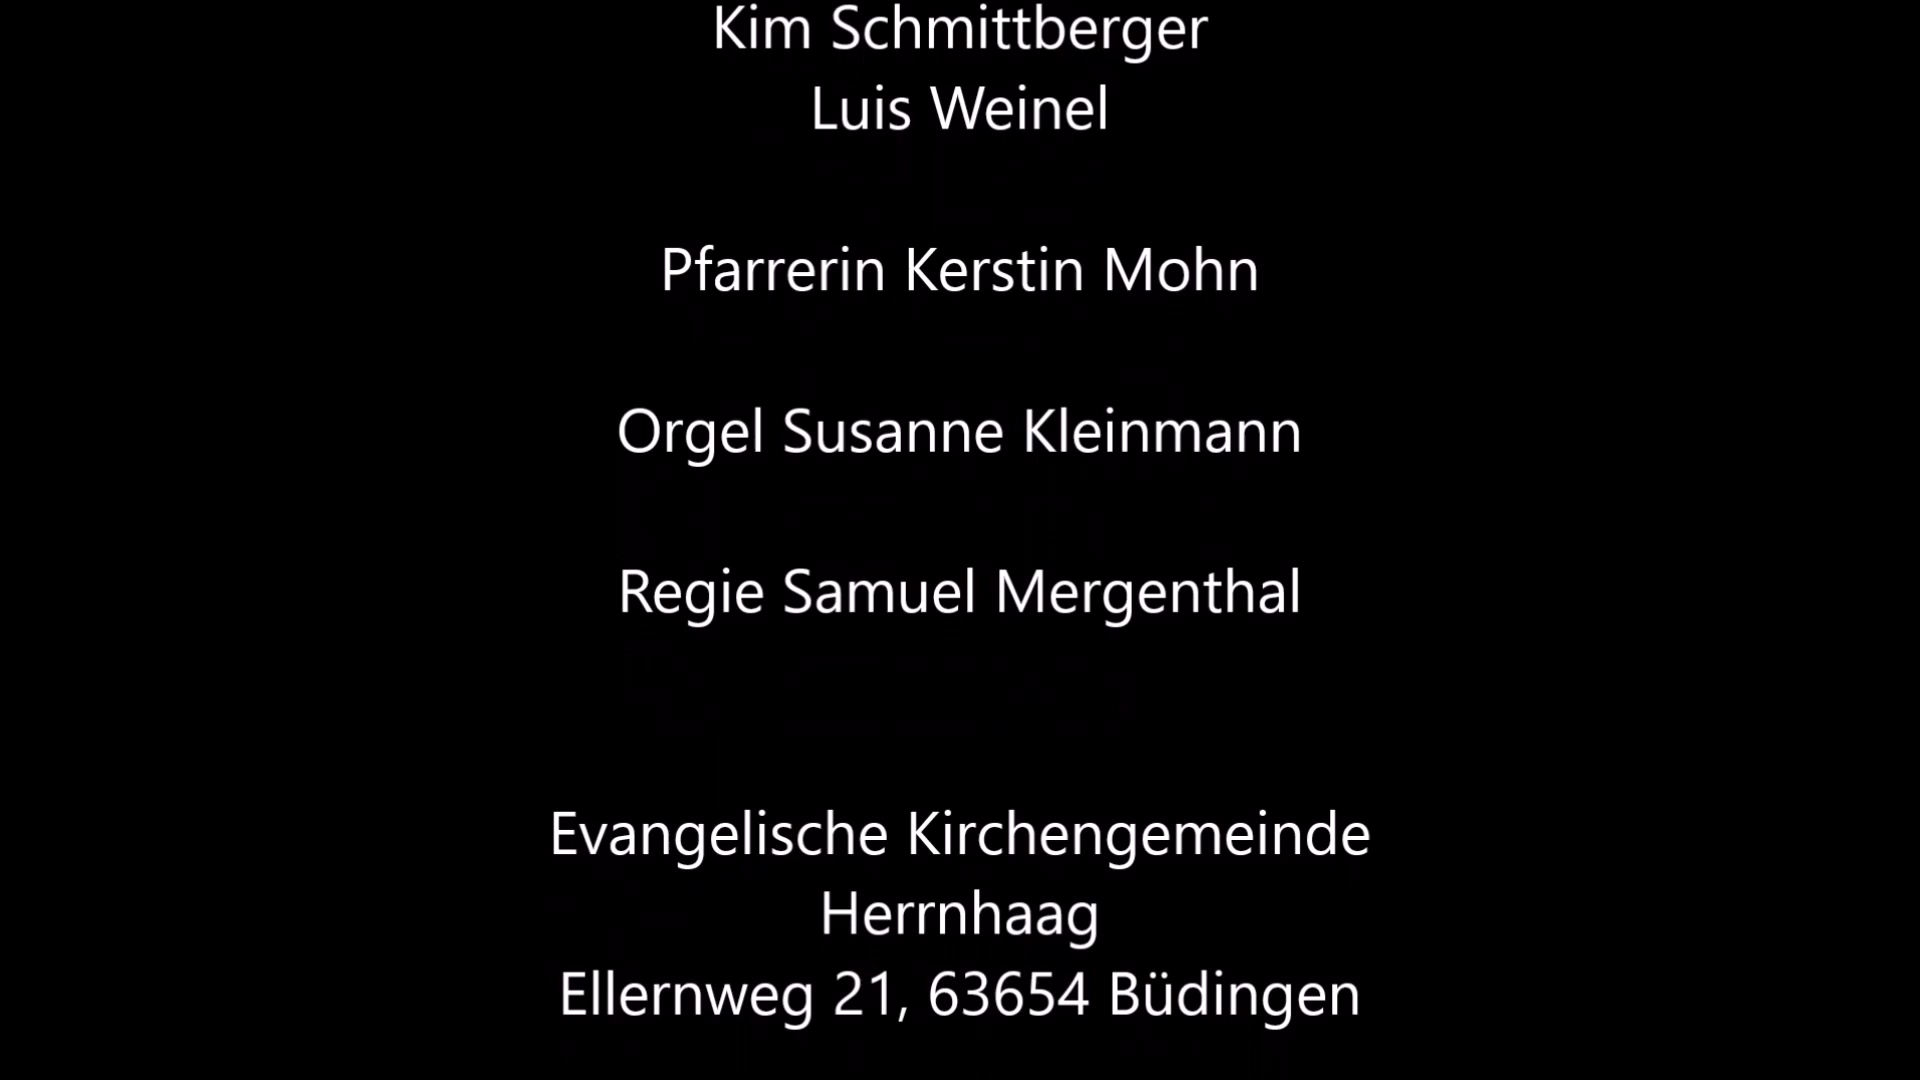 Kim Schmittberger
Luis Weinel
Pfarrerin Kerstin Mohn
Orgel Susanne Kleinmann
Regie Samuel Mergenthal
Evangelische Kirchengemeinde
Herrnhaag
Ellernweg 21, 63654 Büdingen